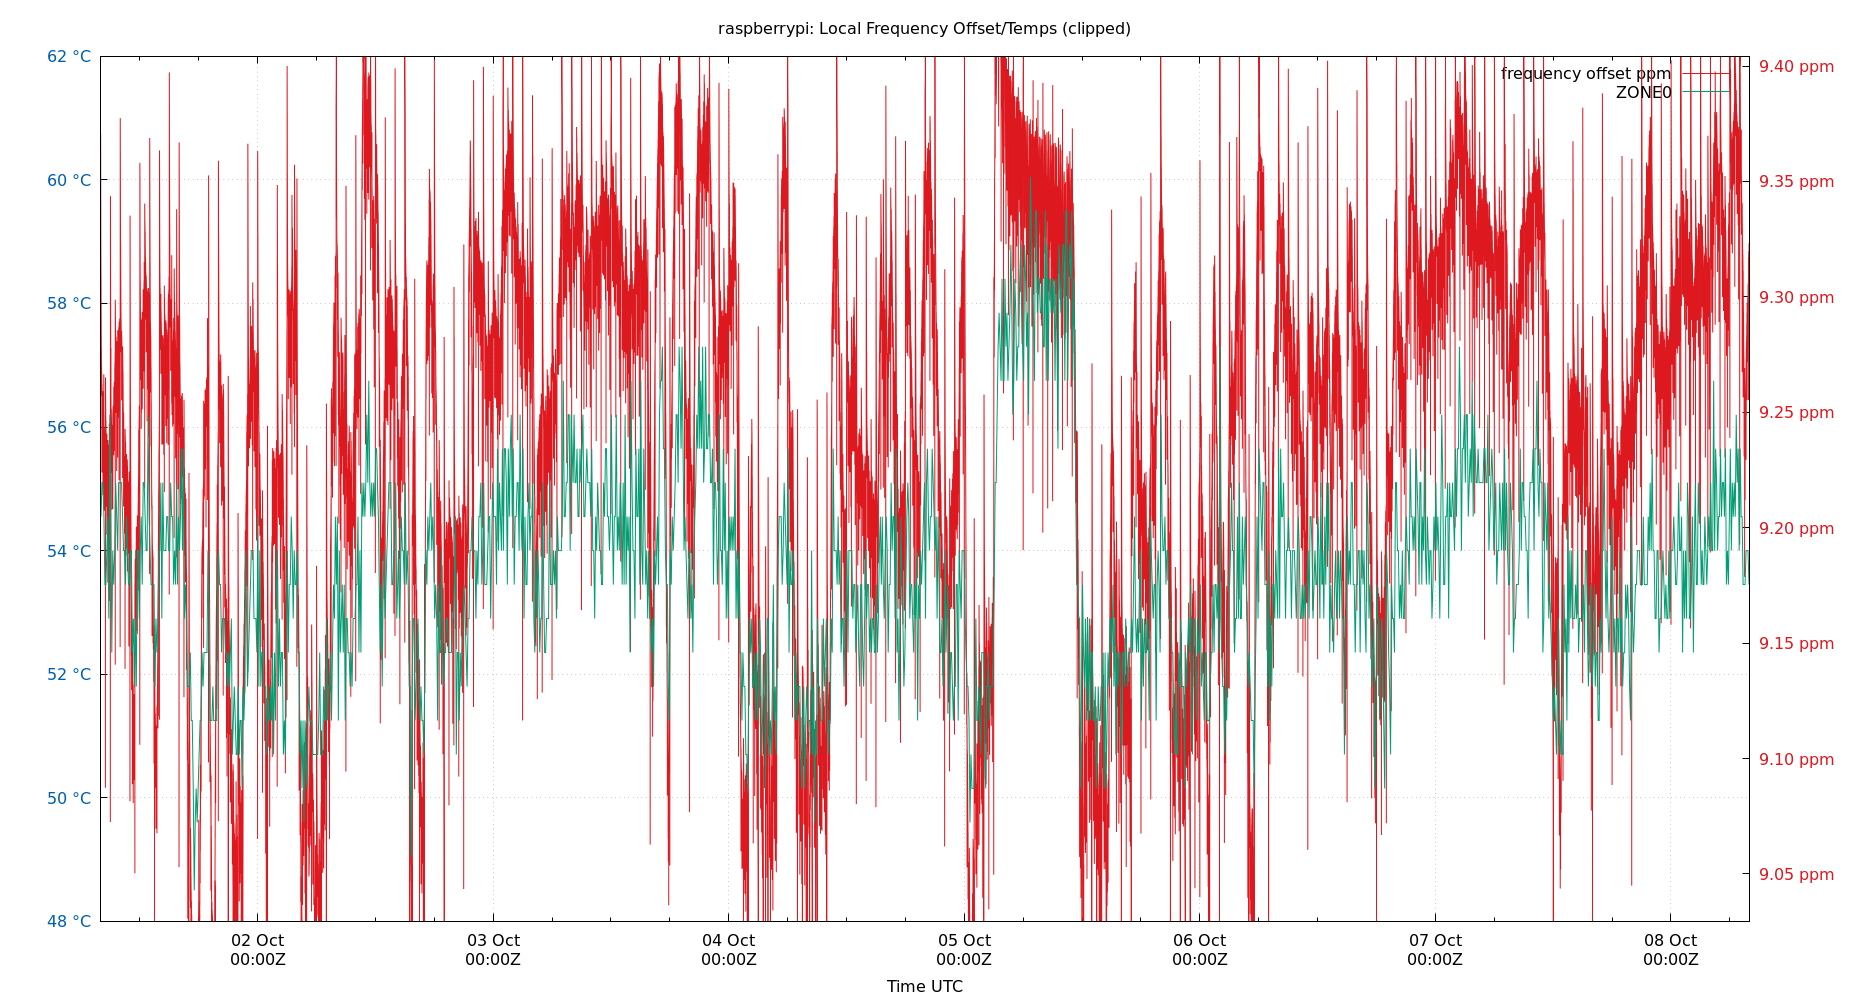 raspberrypi: Local Frequency Offset/Temps (clipped)
62 °C
60 °C
58 °C
56 °C
54 °C
52 °C
50 °C
48 °C
frequency offset ppm
ZONE0
9.40 ppm
9.35 ppm
9.30 ppm
9.25 ppm
9.20 ppm
9.15 ppm
9.10 ppm
9.05 ppm
02 Oct
00:00Z
03 Oct
00:00Z
04 Oct
00:00Z
05 Oct
00:00Z
06 Oct
00:00Z
07 Oct
00:00Z
08 Oct
00:00Z
Time UTC